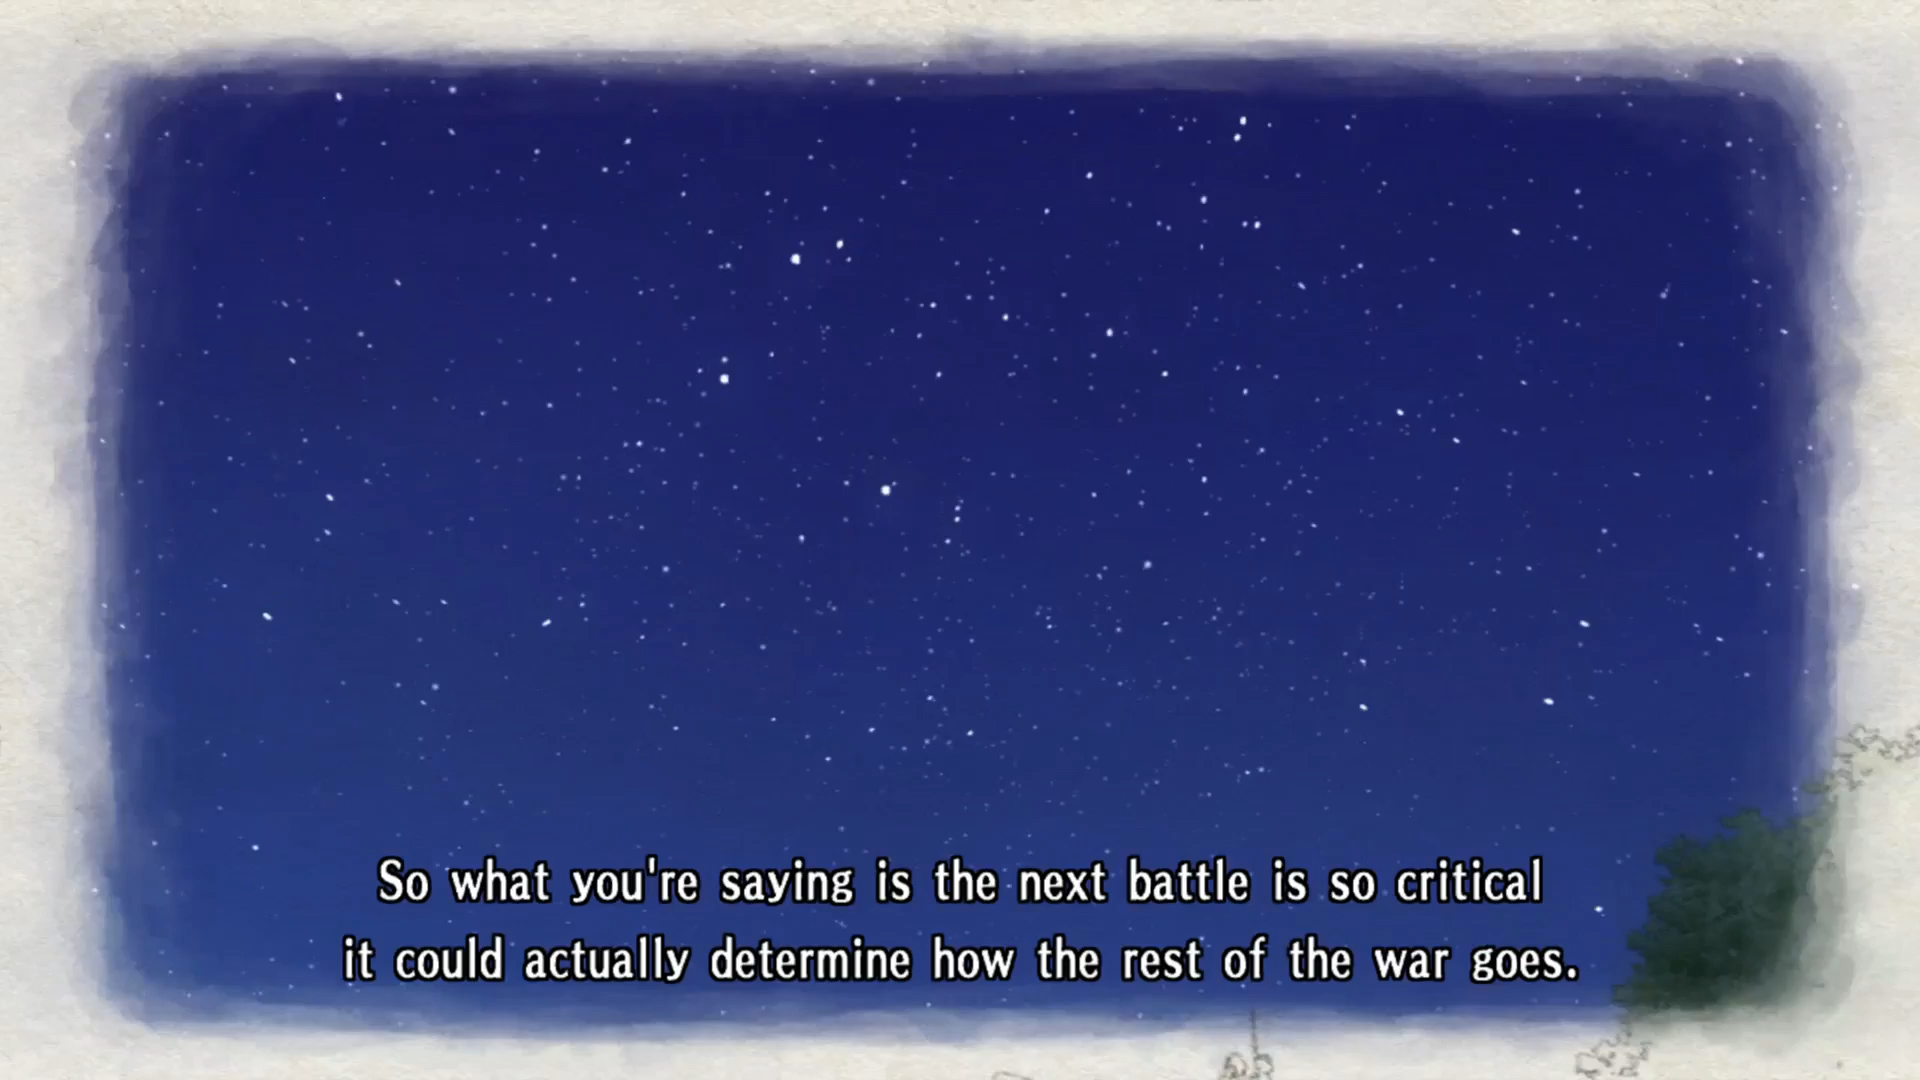 So what you're saying is the next battle is so critical
it could actually determine how the rest of the war goes.